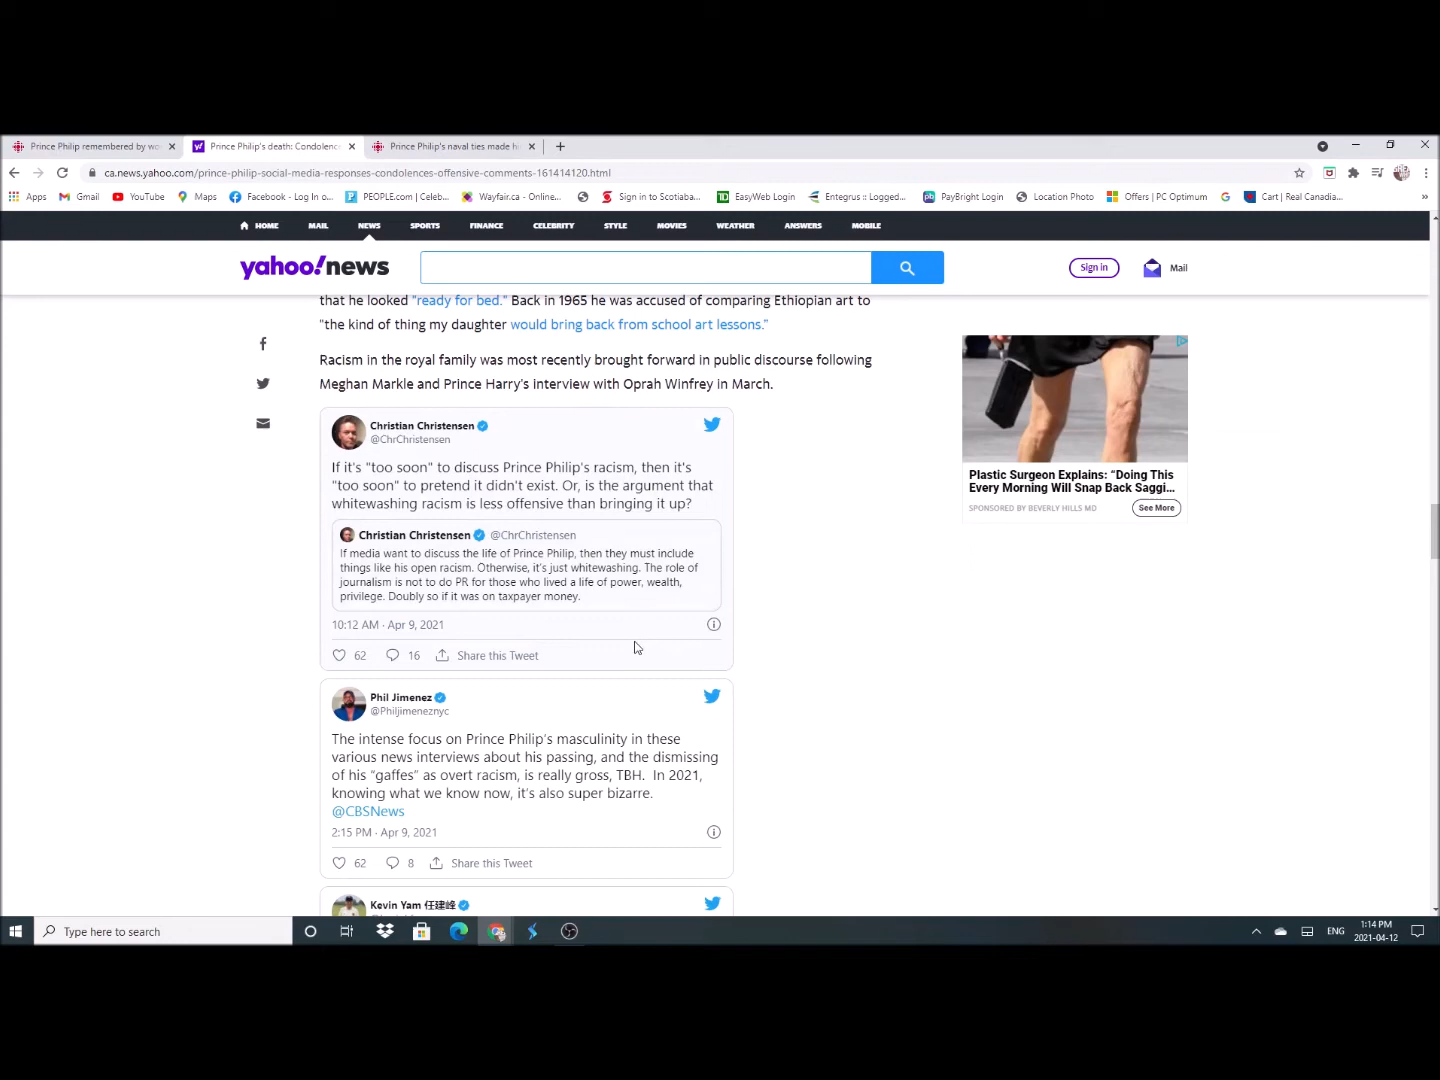 Prince Philip remembered by wo
Prince Philip's death: Condolenc
Prince Philip's naval ties made h
ca.news.yahoo.com/prince-philip-social-media-responses-condolences-offensive-comments-161414120.html
Apps
Gmail
YouTube
Maps
Facebook - Log In o...
PEOPLE.com | Celeb...
Wayfair.ca - Online...
Sign in to Scotiaba...
EasyWeb Login
Entegrus :: Logged...
PayBright Login
Location Photo
Offers | PC Optimum
Cart | Real Canadia...
HOME
MAIL
NEWS
SPORTS
FINANCE
CELEBRITY
STYLE
MOVIES
WEATHER
ANSWERS
MOBILE
yahoo!news
Sign in
Mail
that he looked "ready for bed." Back in 1965 he was accused of comparing Ethiopian art to
"the kind of thing my daughter would bring back from school art lessons."
Racism in the royal family was most recently brought forward in public discourse following
Meghan Markle and Prince Harry's interview with Oprah Winfrey in March.
Christian Christensen
@ChrChristensen
If it's "too soon" to discuss Prince Philip's racism, then it's
"too soon" to pretend it didn't exist. Or, is the argument that
whitewashing racism is less offensive than bringing it up?
Christian Christensen @ChrChristensen
If media want to discuss the life of Prince Philip, then they must include
things like his open racism. Otherwise, it's just whitewashing. The role of
journalism is not to do PR for those who lived a life of power, wealth,
privilege. Doubly so if it was on taxpayer money.
10:12 AM · Apr 9, 2021
62 16 Share this Tweet
Phil Jimenez
@Philjimeneznyc
The intense focus on Prince Philip's masculinity in these
various news interviews about his passing, and the dismissing
of his "gaffes" as overt racism, is really gross, TBH. In 2021,
knowing what we know now, it's also super bizarre.
@CBSNews
2:15 PM · Apr 9, 2021
62 8 Share this Tweet
Kevin Yam 任建峰
Plastic Surgeon Explains: "Doing This
Every Morning Will Snap Back Saggi...
SPONSORED BY BEVERLY HILLS MD
See More
Type here to search
ENG
1:14 PM
2021-04-12